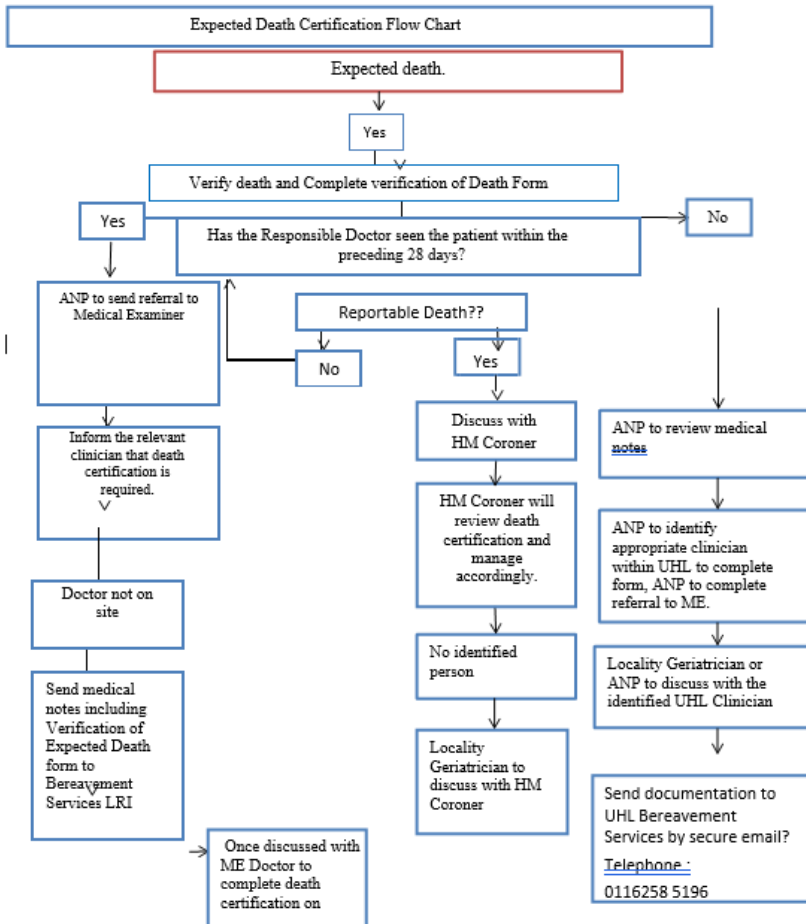 Expected Death Certification Flow Chart
Expected death.
Yes
Verify death and Complete verification of Death Form
Yes
No
Has the Responsible Doctor seen the patient within the
preceding 28 days?
ANP to send referral to
Medical Examiner
Reportable Death??
No
Yes
Inform the relevant
clinician that death
certification is
required.
Discuss with
HM Coroner
ANP to review medical
notes
HM Coroner will
review death
certification and
manage
accordingly.
ANP to identify
appropriate clinician
within UHL to complete
form, ANP to complete
referral to ME.
Doctor not on
site
No identified
person
Locality Geriatrician or
ANP to discuss with the
identified UHL Clinician
Send medical
notes including
Verification of
Expected Death
form to
Bereavement
Services LRI
Locality
Geriatrician to
discuss with HM
Coroner
Send documentation to
UHL Bereavement
Services by secure email?
Telephone :
0116258 5196
Once discussed with
ME Doctor to
complete death
certification on